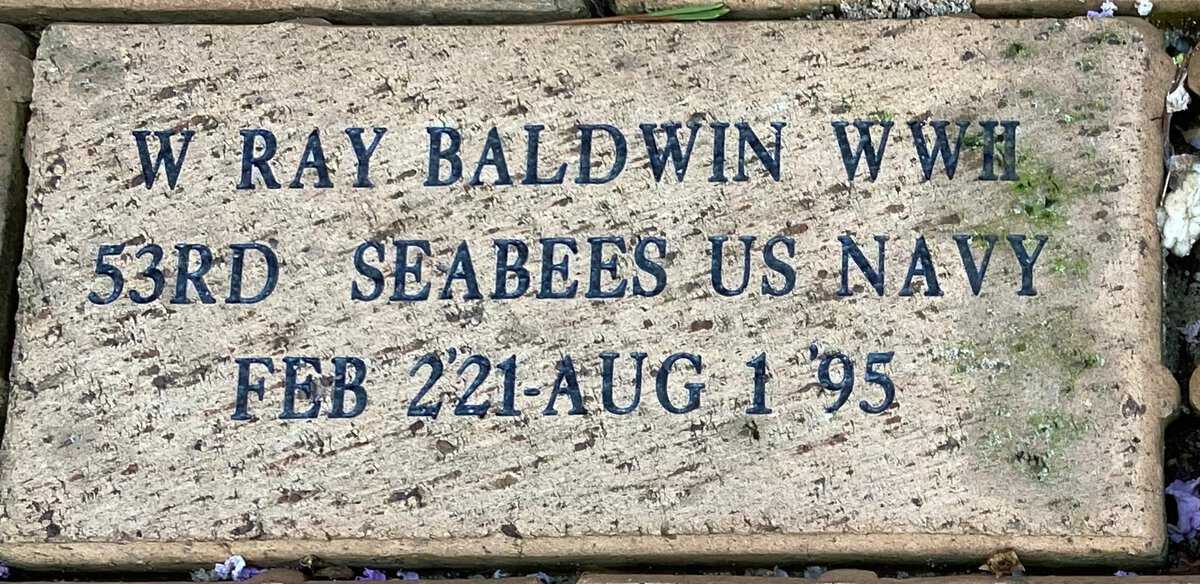 W RAY BALDWIN WWII
53RD SEABEES US NAVY
FEB 2'21-AUG 1 '95